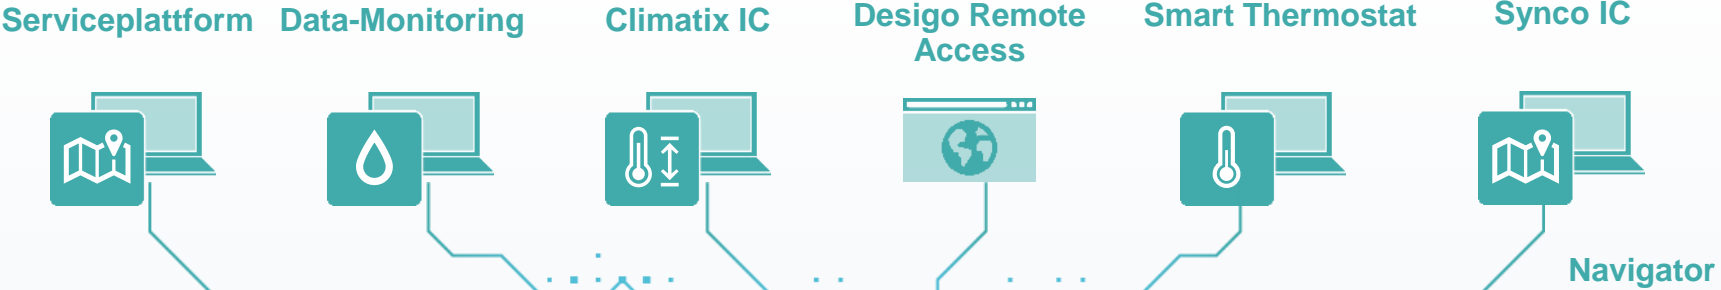 Serviceplattform
Data-Monitoring
Climatix IC
Desigo Remote
Access
Smart Thermostat
Synco IC
Navigator